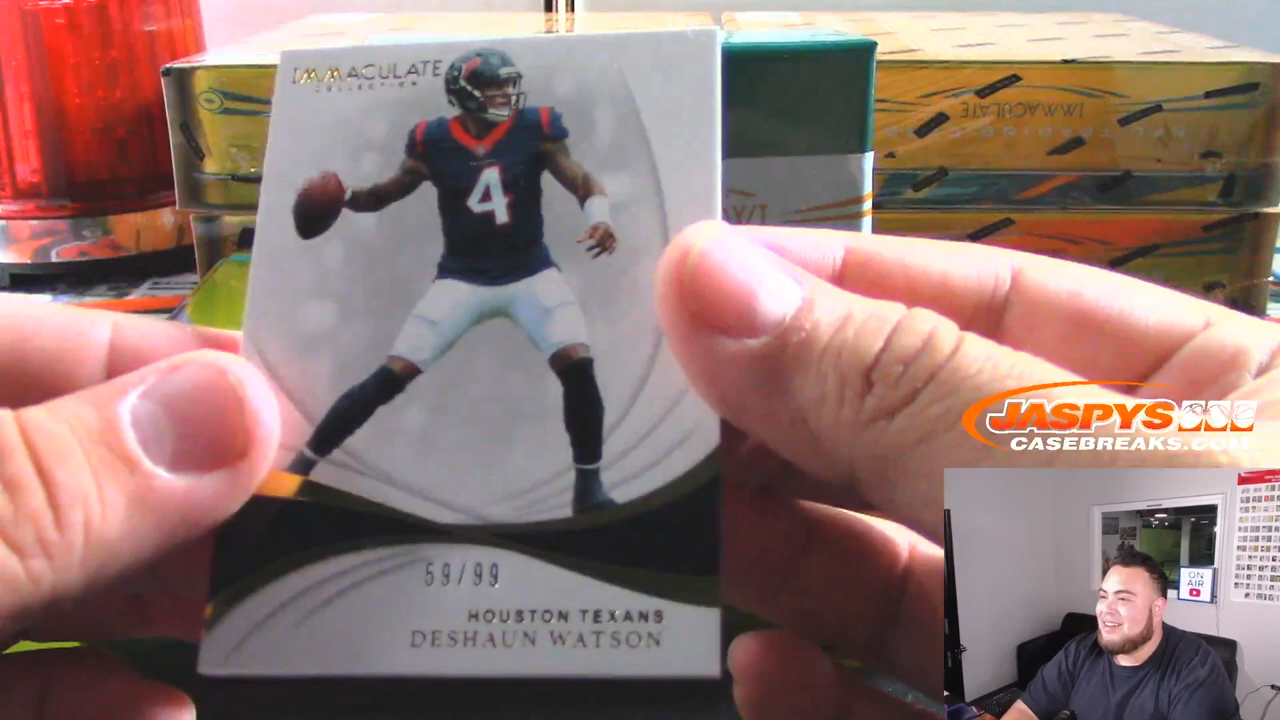 IMMACULATE
COLLECTION
4
59/99
HOUSTON TEXANS
DESHAUN WATSON
IMMACULATE
JASPYS
CASEBREAKS.COM
ON
AIR